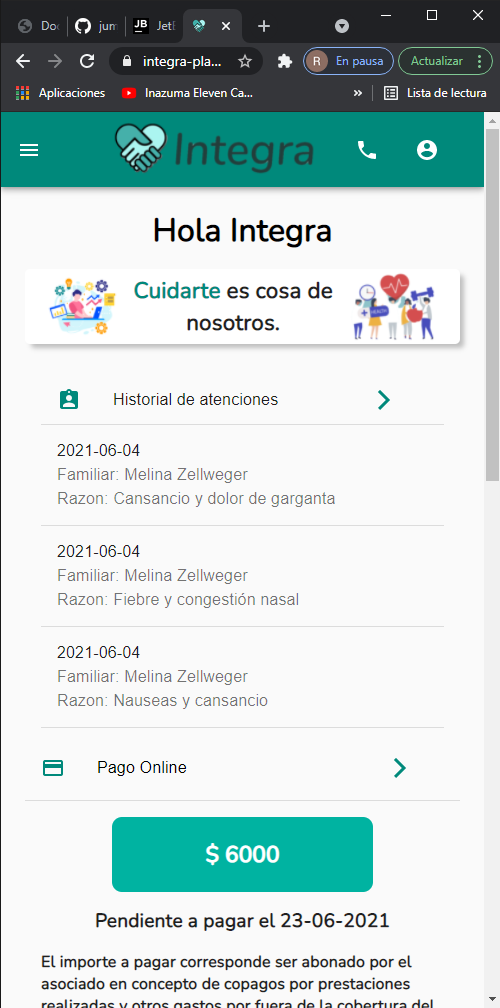 Doc
jun
JetB
integra-pla...
R En pausa
Actualizar
Aplicaciones
Inazuma Eleven Ca...
»
Lista de lectura
Integra
Hola Integra
Cuidarte es cosa de
nosotros.
HEALTH
Historial de atenciones
2021-06-04
Familiar: Melina Zellweger
Razon: Cansancio y dolor de garganta
2021-06-04
Familiar: Melina Zellweger
Razon: Fiebre y congestión nasal
2021-06-04
Familiar: Melina Zellweger
Razon: Nauseas y cansancio
Pago Online
$ 6000
Pendiente a pagar el 23-06-2021
El importe a pagar corresponde ser abonado por el
asociado en concepto de copagos por prestaciones
realizadas y otros gastos por fuera de la cobertura del